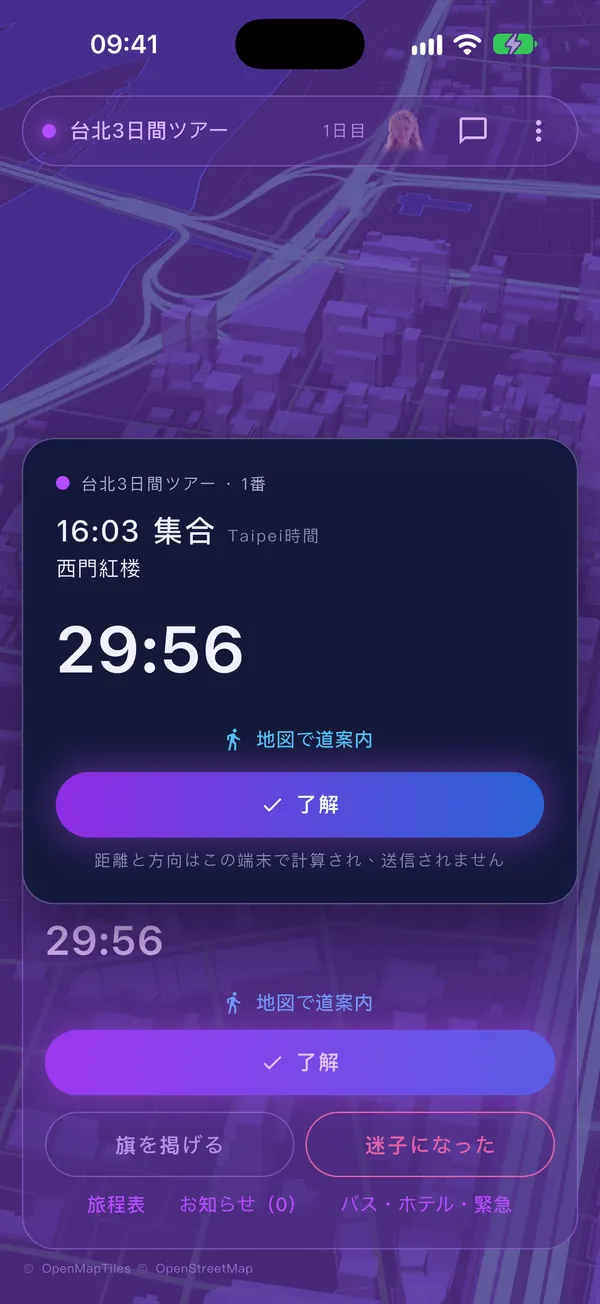 09:41
台北3日間ツアー 1日目
台北3日間ツアー · 1番
16:03 集合 Taipei時間
西門紅楼
29:56
地図で道案内
了解
距離と方向はこの端末で計算され、送信されません
29:56
地図で道案内
了解
旗を掲げる 迷子になった
旅程表 お知らせ (0) バス・ホテル・緊急
© OpenMapTiles © OpenStreetMap